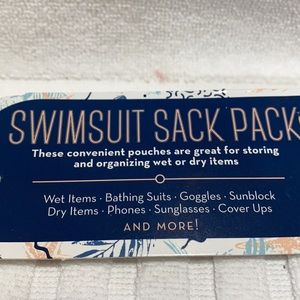 SWIMSUIT SACK PACK
These convenient pouches are great for storing
and organizing wet or dry items
Wet Items · Bathing Suits · Goggles · Sunblock
Dry Items · Phones · Sunglasses · Cover Ups
AND MORE!